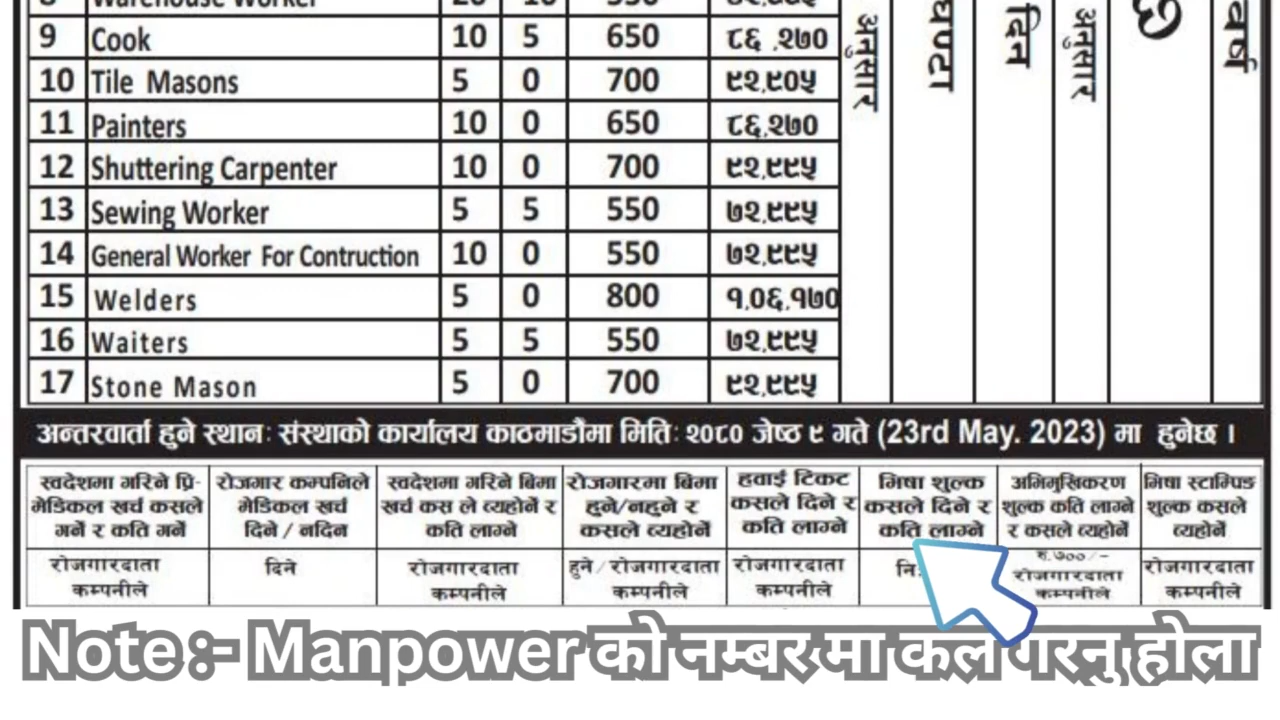 9 Cook 10 5 650 ८६,२७०
10 Tile Masons 5 0 700 ९२,९०५
11 Painters 10 0 650 ८६,२७०
12 Shuttering Carpenter 10 0 700 ९२,९९५
13 Sewing Worker 5 5 550 ७२,९९५
14 General Worker For Contruction 10 0 550 ७२,९९५
15 Welders 5 0 800 १,०६,१७०
16 Waiters 5 5 550 ७२,९९५
17 Stone Mason 5 0 700 ९२,९९५
अनुसार
घण्टा
दिन
अनुसार
वर्ष
अन्तरवार्ता हुने स्थानः संस्थाको कार्यालय काठमाडौंमा मितिः २०८० जेष्ठ ९ गते (23rd May. 2023) मा हुनेछ ।
स्वदेशमा गरिने प्रि- रोजगार कम्पनिले स्वदेशमा गरिने बिमा रोजगारमा बिमा हवाई टिकट भिषा शुल्क अभिमुखिकरण भिषा स्टाम्पिङ
मेडिकल खर्च कसले मेडिकल खर्च खर्च कस ले व्यहोर्ने र हुने/नहुने र कसले दिने र कसले दिने र शुल्क कति लाग्ने शुल्क कसले
गर्ने र कति गर्ने दिने / नदिने कति लाग्ने कसले व्यहोर्ने कति लाग्ने कति लाग्ने र कसले व्यहोर्ने व्यहोर्ने
रोजगारदाता दिने रोजगारदाता हुने/रोजगारदाता रोजगारदाता रु.७००/- रोजगारदाता
कम्पनीले कम्पनीले कम्पनीले कम्पनीले रोजगारदाता कम्पनीले
कम्पनीले
Note :- Manpower को नम्बर मा कल गरनु होला